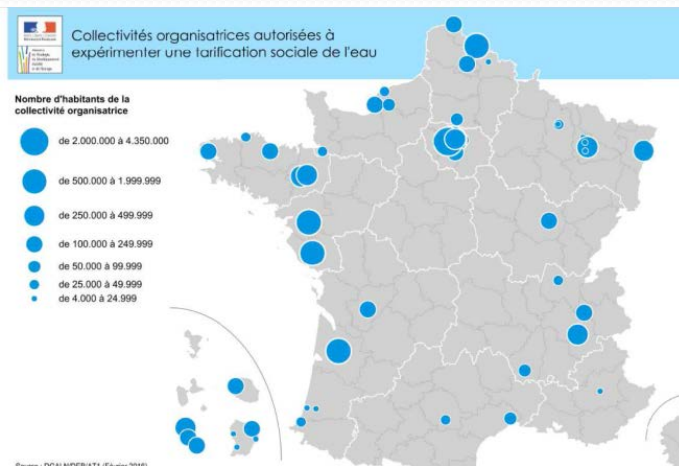 Collectivités organisatrices autorisées à
expérimenter une tarification sociale de l'eau
Nombre d'habitants de la
collectivité organisatrice
de 2.000.000 à 4.350.000
de 500.000 à 1.999.999
de 250.000 à 499.999
de 100.000 à 249.999
de 50.000 à 99.999
de 25.000 à 49.999
de 4.000 à 24.999